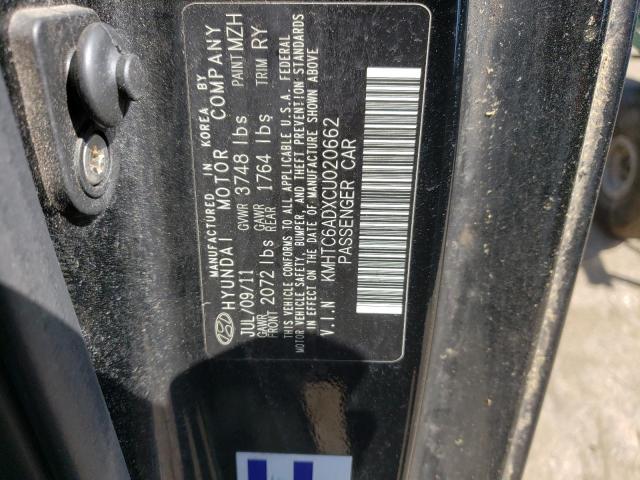 MANUFACTURED IN KOREA BY
HYUNDAI MOTOR COMPANY
JUL/09/11 GVWR 3748 lbs PAINT MZH
GAWR FRONT 2072 lbs GAWR REAR 1764 lbs TRIM RY
THIS VEHICLE CONFORMS TO ALL APPLICABLE U.S.A. FEDERAL
MOTOR VEHICLE SAFETY, BUMPER, AND THEFT PREVENTION STANDARDS
IN EFFECT ON THE DATE OF MANUFACTURE SHOWN ABOVE
V.I.N KMHTC6ADXCU020662
PASSENGER CAR